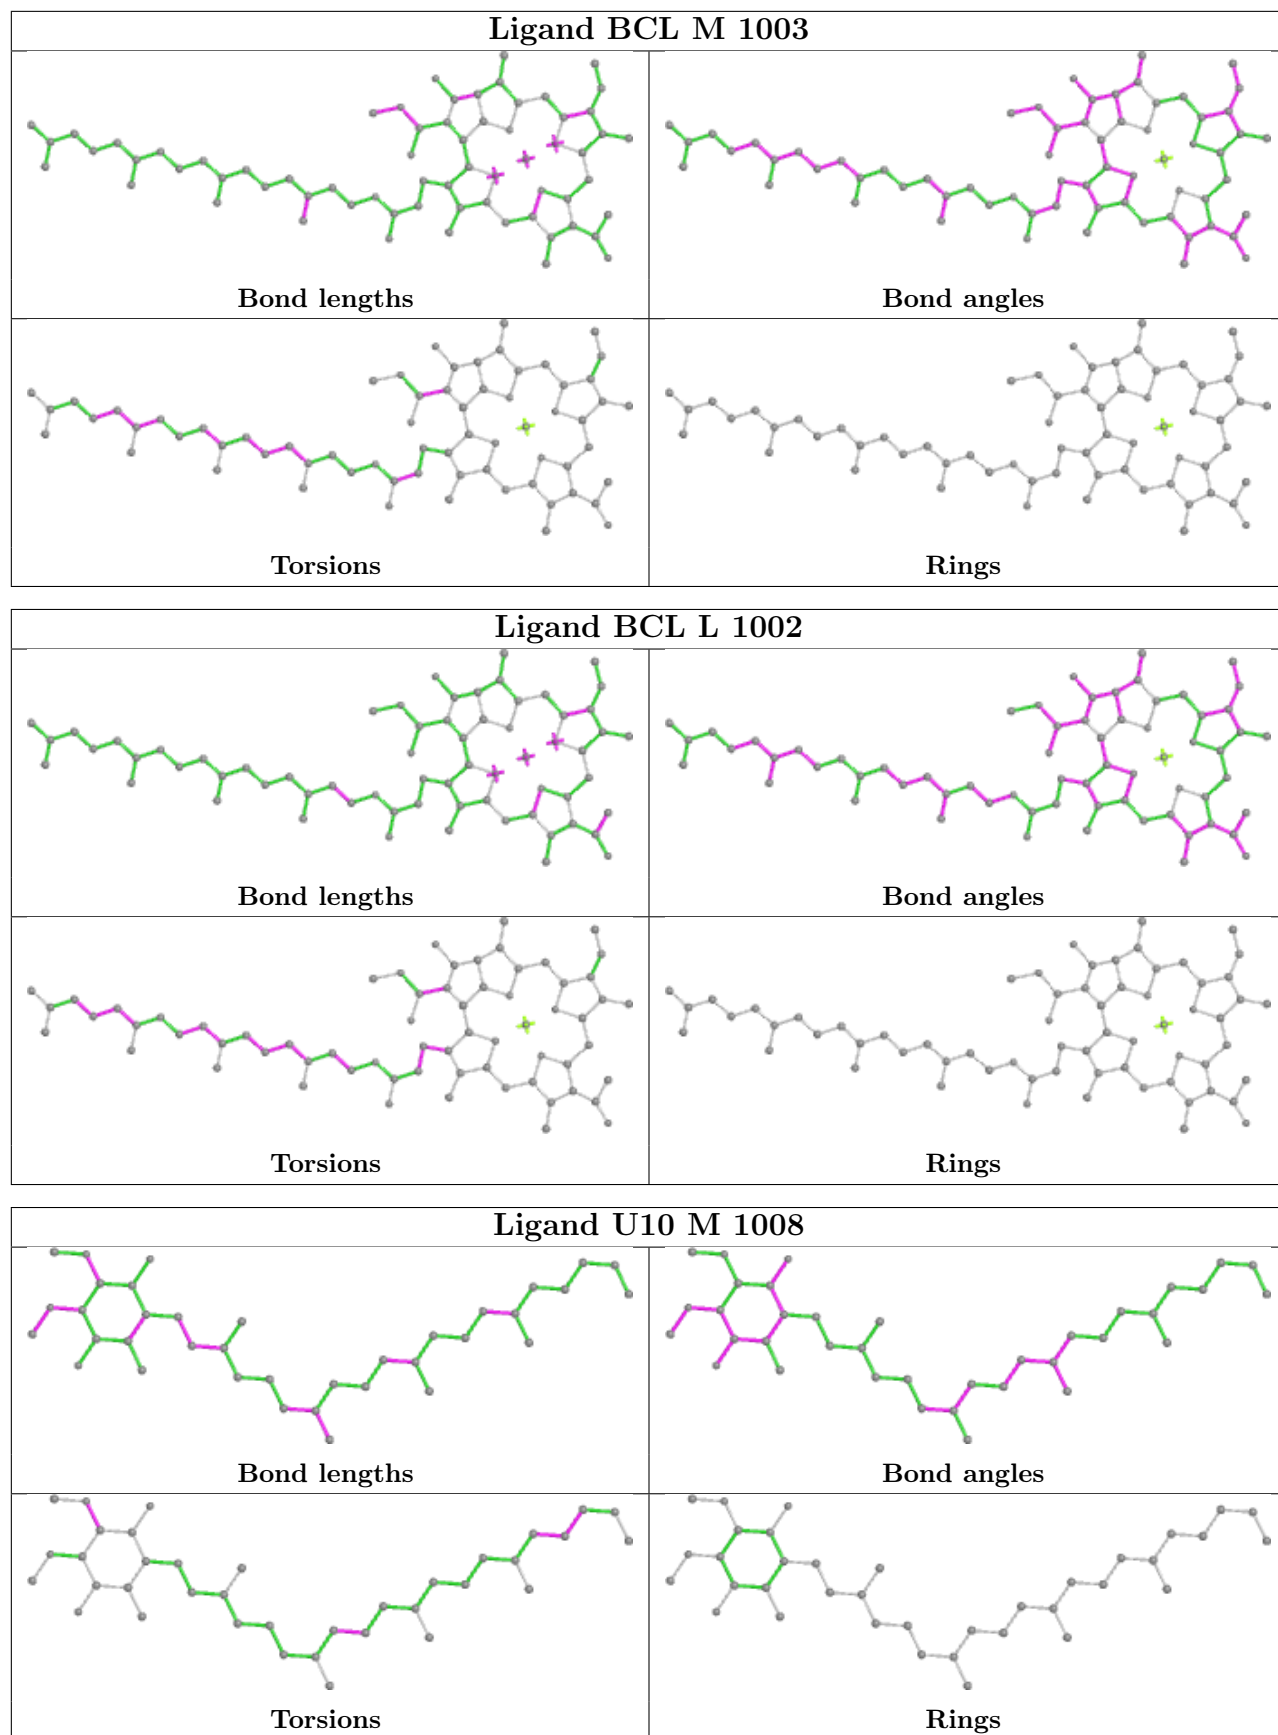 Ligand BCL M 1003
Bond lengths
Bond angles
Torsions
Rings
Ligand BCL L 1002
Bond lengths
Bond angles
Torsions
Rings
Ligand U10 M 1008
Bond lengths
Bond angles
Torsions
Rings